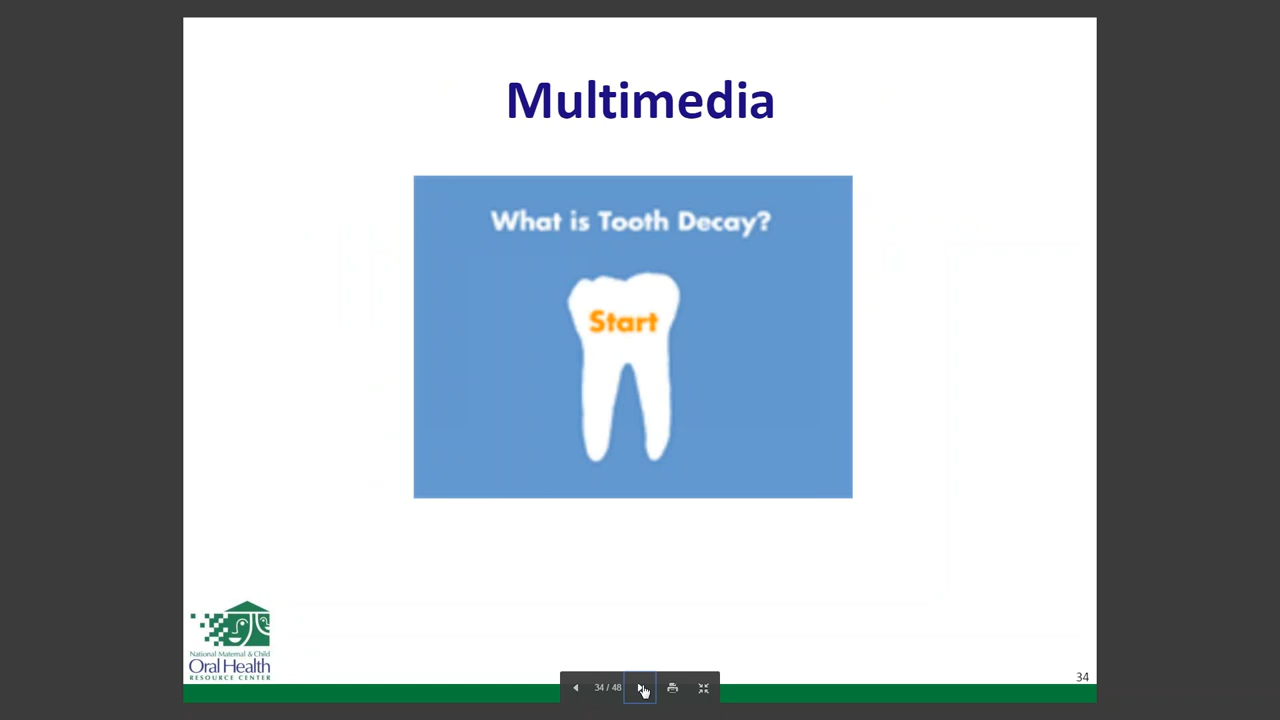 Multimedia
What is Tooth Decay?
Start
National Maternal & Child
Oral Health
RESOURCE CENTER
34
34 / 48